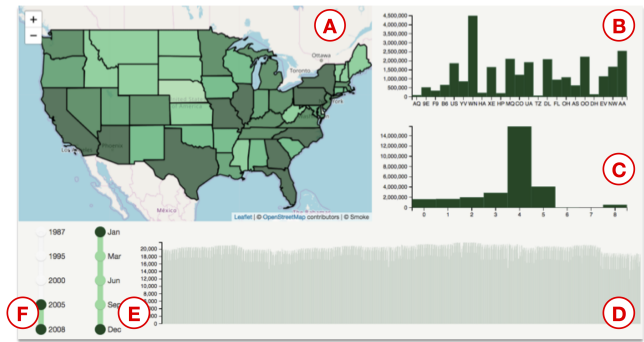 +
−
A
Ottawa
Toronto
México
Leaflet | © OpenStreetMap contributors | © Smoke
B
4,500,000
4,000,000
3,500,000
3,000,000
2,500,000
2,000,000
1,500,000
1,000,000
500,000
0
AQ 9E F9 B6 US YV WN HA XE HP MQ CO UA TZ DL FL OH AS OO DH EV NW AA
C
14,000,000
12,000,000
10,000,000
8,000,000
6,000,000
4,000,000
2,000,000
0
0 1 2 3 4 5 6 7 8
1987
1995
2000
2005
2008
F
Jan
Mar
Jun
Sep
Dec
E
20,000
18,000
16,000
14,000
12,000
10,000
8,000
6,000
4,000
2,000
0
D